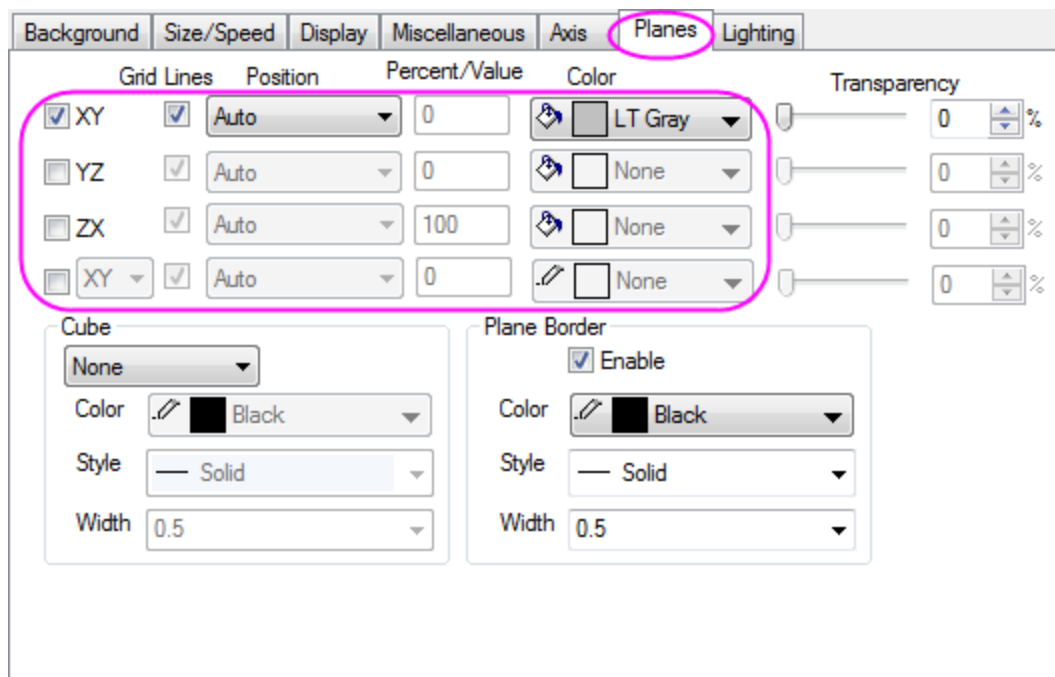 Background Size/Speed Display Miscellaneous Axis Planes Lighting
Grid Lines Position Percent/Value Color Transparency
XY Auto 0 LT Gray 0 %
YZ Auto 0 None 0 %
ZX Auto 100 None 0 %
XY Auto 0 None 0 %
Cube Plane Border
None Enable
Color Black Color Black
Style Solid Style Solid
Width 0.5 Width 0.5